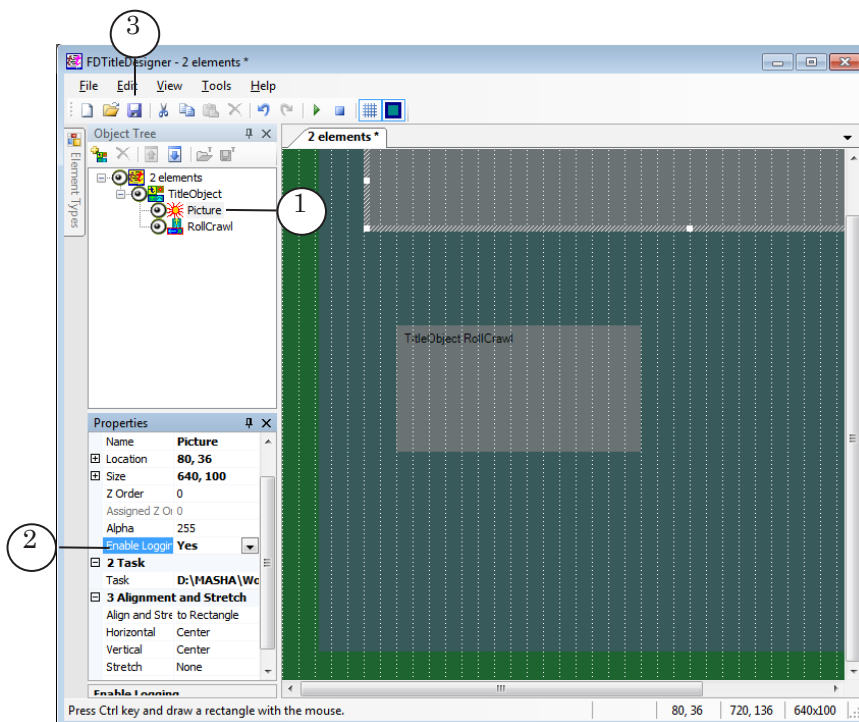 3
FDTitleDesigner - 2 elements *
File Edit View Tools Help
Object Tree
2 elements *
Element Types
2 elements
TitleObject
Picture
RollCrawl
1
TitleObject RollCrawl
Properties
Name Picture
Location 80, 36
Size 640, 100
Z Order 0
Assigned Z Or 0
Alpha 255
2
Enable Loggin Yes
2 Task
Task D:\MASHA\Wo
3 Alignment and Stretch
Align and Stre to Rectangle
Horizontal Center
Vertical Center
Stretch None
Enable Logging
Press Ctrl key and draw a rectangle with the mouse. 80, 36 720, 136 640x100